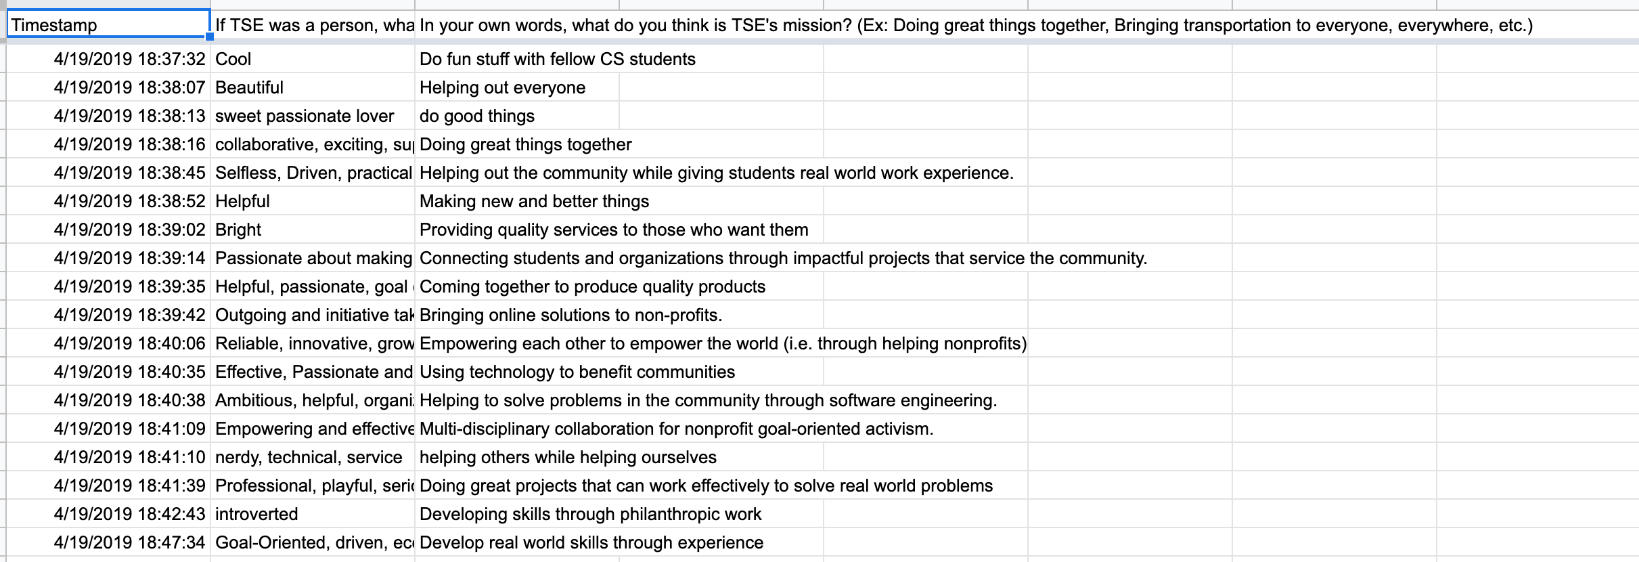 Timestamp If TSE was a person, wha In your own words, what do you think is TSE's mission? (Ex: Doing great things together, Bringing transportation to everyone, everywhere, etc.)
4/19/2019 18:37:32 Cool Do fun stuff with fellow CS students
4/19/2019 18:38:07 Beautiful Helping out everyone
4/19/2019 18:38:13 sweet passionate lover do good things
4/19/2019 18:38:16 collaborative, exciting, su Doing great things together
4/19/2019 18:38:45 Selfless, Driven, practical Helping out the community while giving students real world work experience.
4/19/2019 18:38:52 Helpful Making new and better things
4/19/2019 18:39:02 Bright Providing quality services to those who want them
4/19/2019 18:39:14 Passionate about making Connecting students and organizations through impactful projects that service the community.
4/19/2019 18:39:35 Helpful, passionate, goal Coming together to produce quality products
4/19/2019 18:39:42 Outgoing and initiative tak Bringing online solutions to non-profits.
4/19/2019 18:40:06 Reliable, innovative, grow Empowering each other to empower the world (i.e. through helping nonprofits)
4/19/2019 18:40:35 Effective, Passionate and Using technology to benefit communities
4/19/2019 18:40:38 Ambitious, helpful, organi Helping to solve problems in the community through software engineering.
4/19/2019 18:41:09 Empowering and effective Multi-disciplinary collaboration for nonprofit goal-oriented activism.
4/19/2019 18:41:10 nerdy, technical, service helping others while helping ourselves
4/19/2019 18:41:39 Professional, playful, seri Doing great projects that can work effectively to solve real world problems
4/19/2019 18:42:43 introverted Developing skills through philanthropic work
4/19/2019 18:47:34 Goal-Oriented, driven, ec Develop real world skills through experience